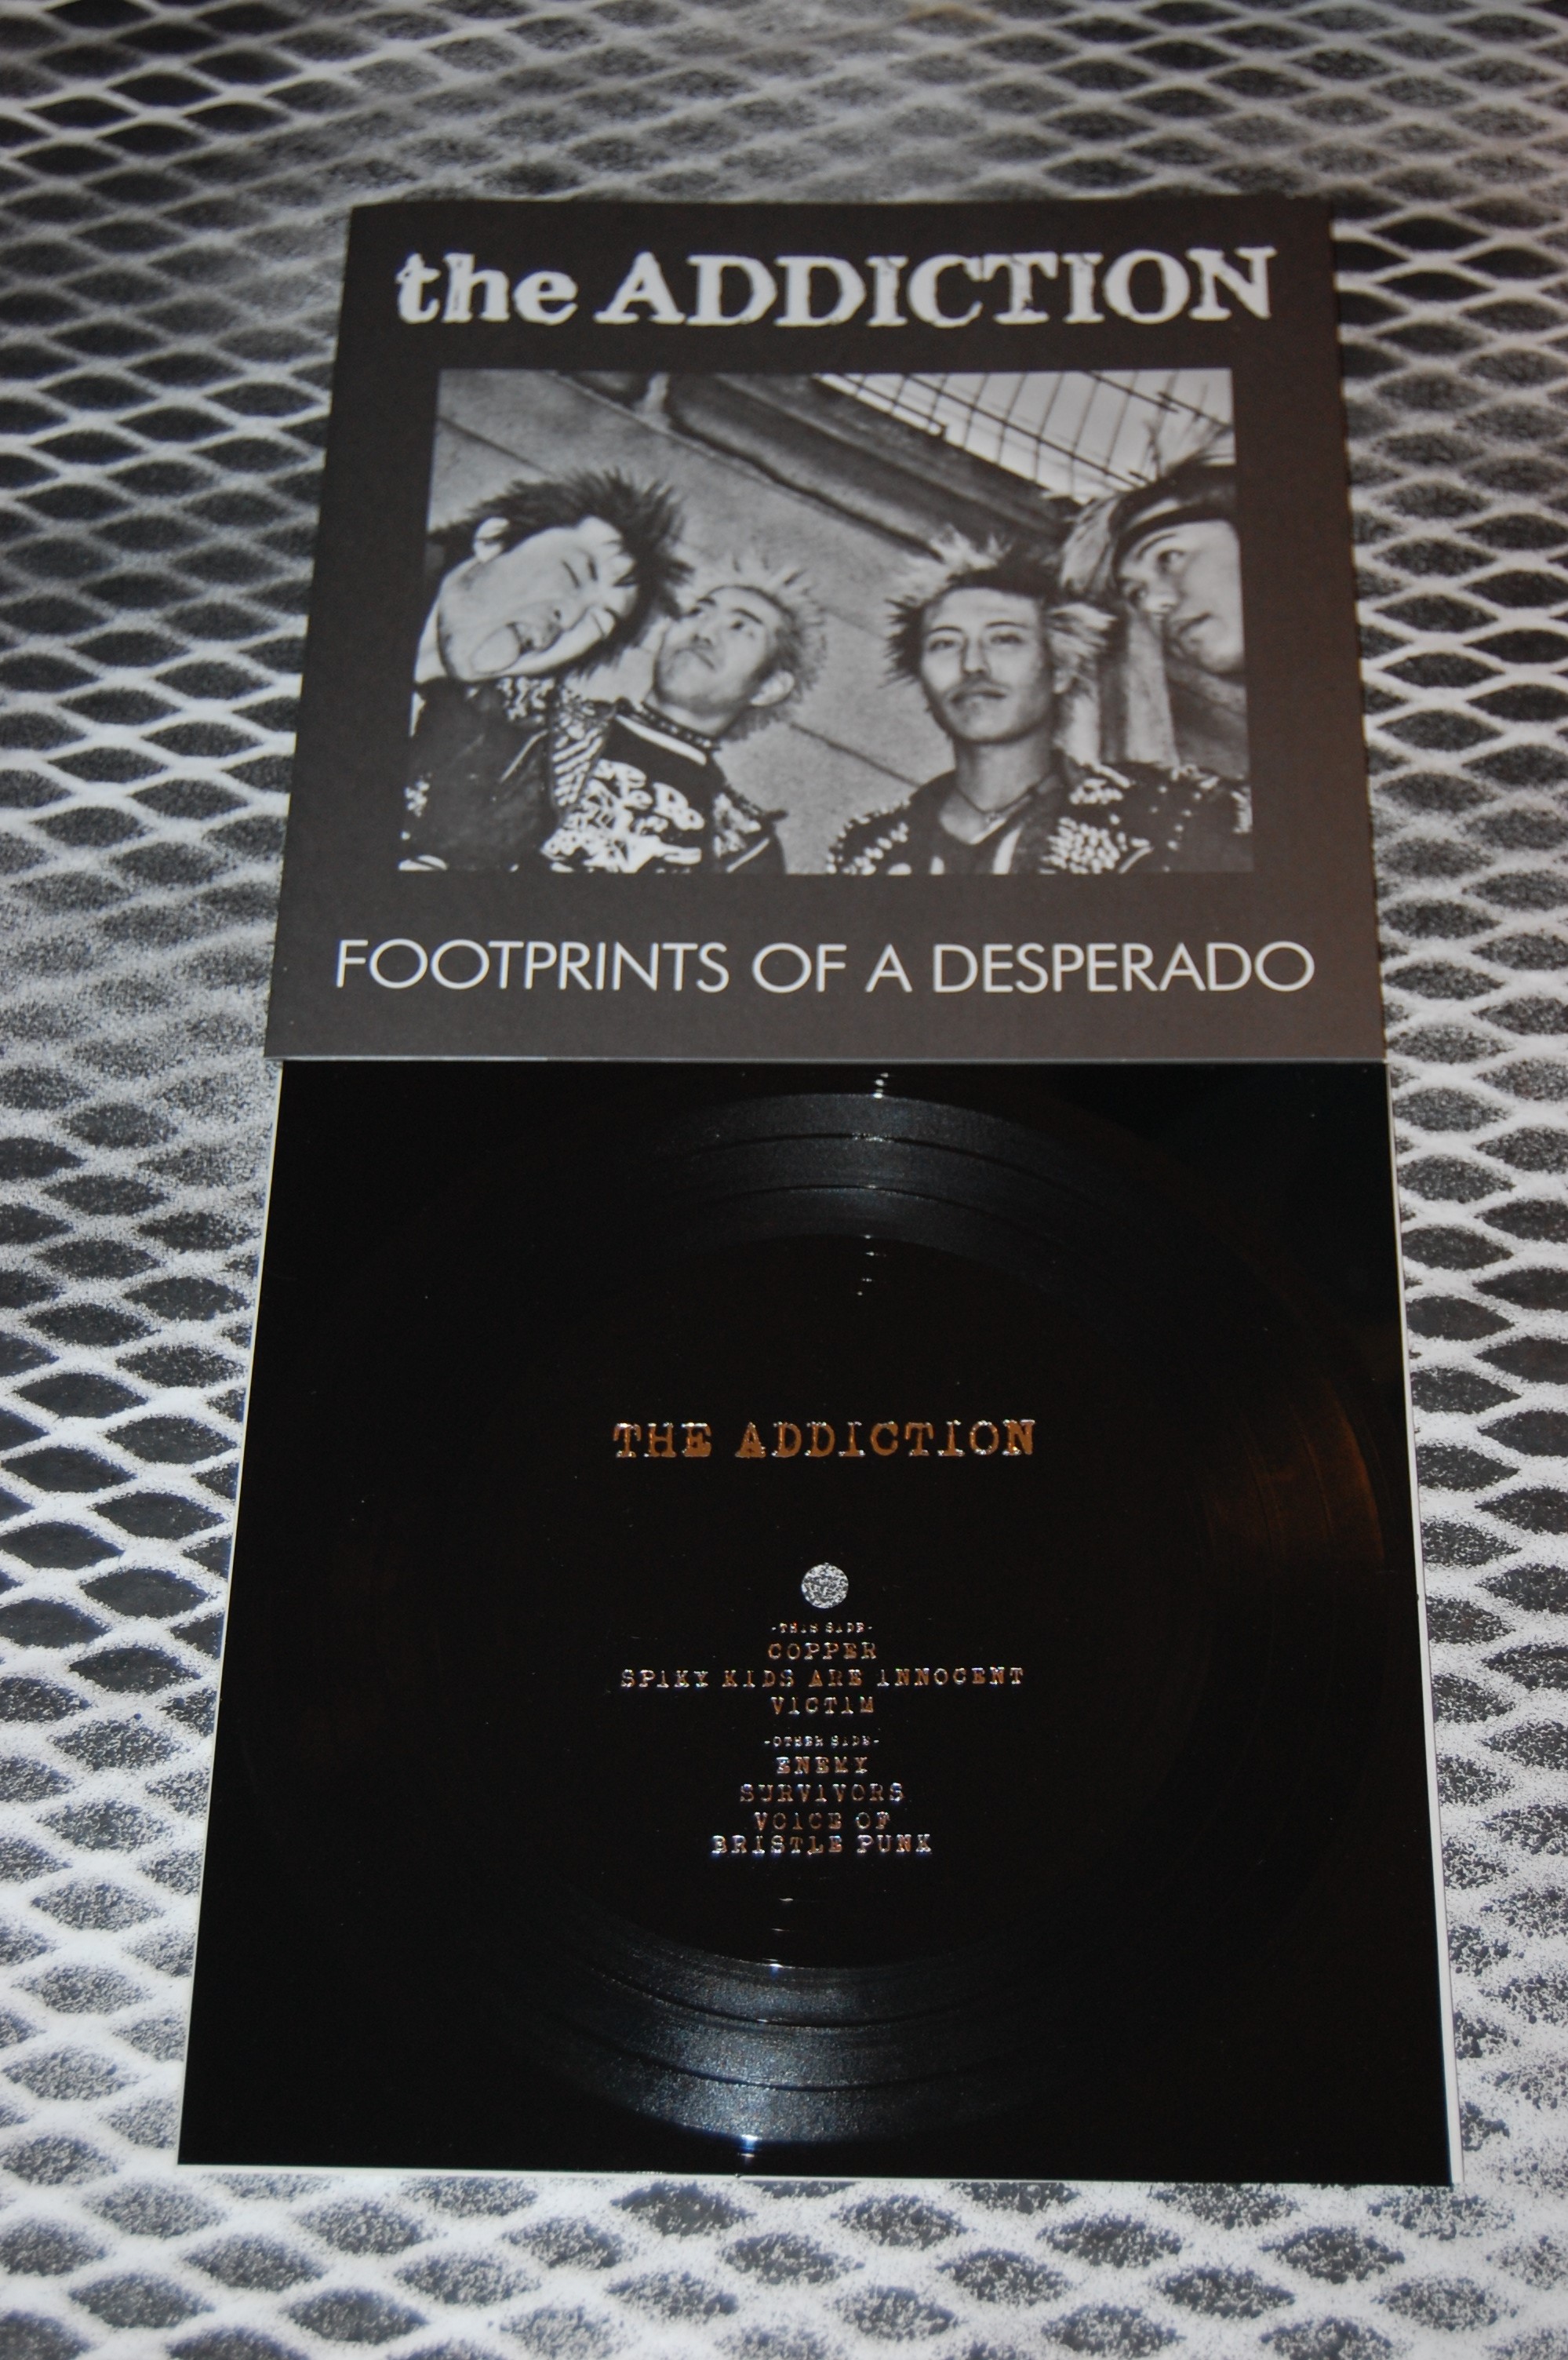 the ADDICTION
FOOTPRINTS OF A DESPERADO
THE ADDICTION
-THIS SIDE-
COPPER
SPIKY KIDS ARE INNOCENT
VICTIM
-OTHER SIDE-
ENEMY
SURVIVORS
VOICE OF
BRISTLE PUNK